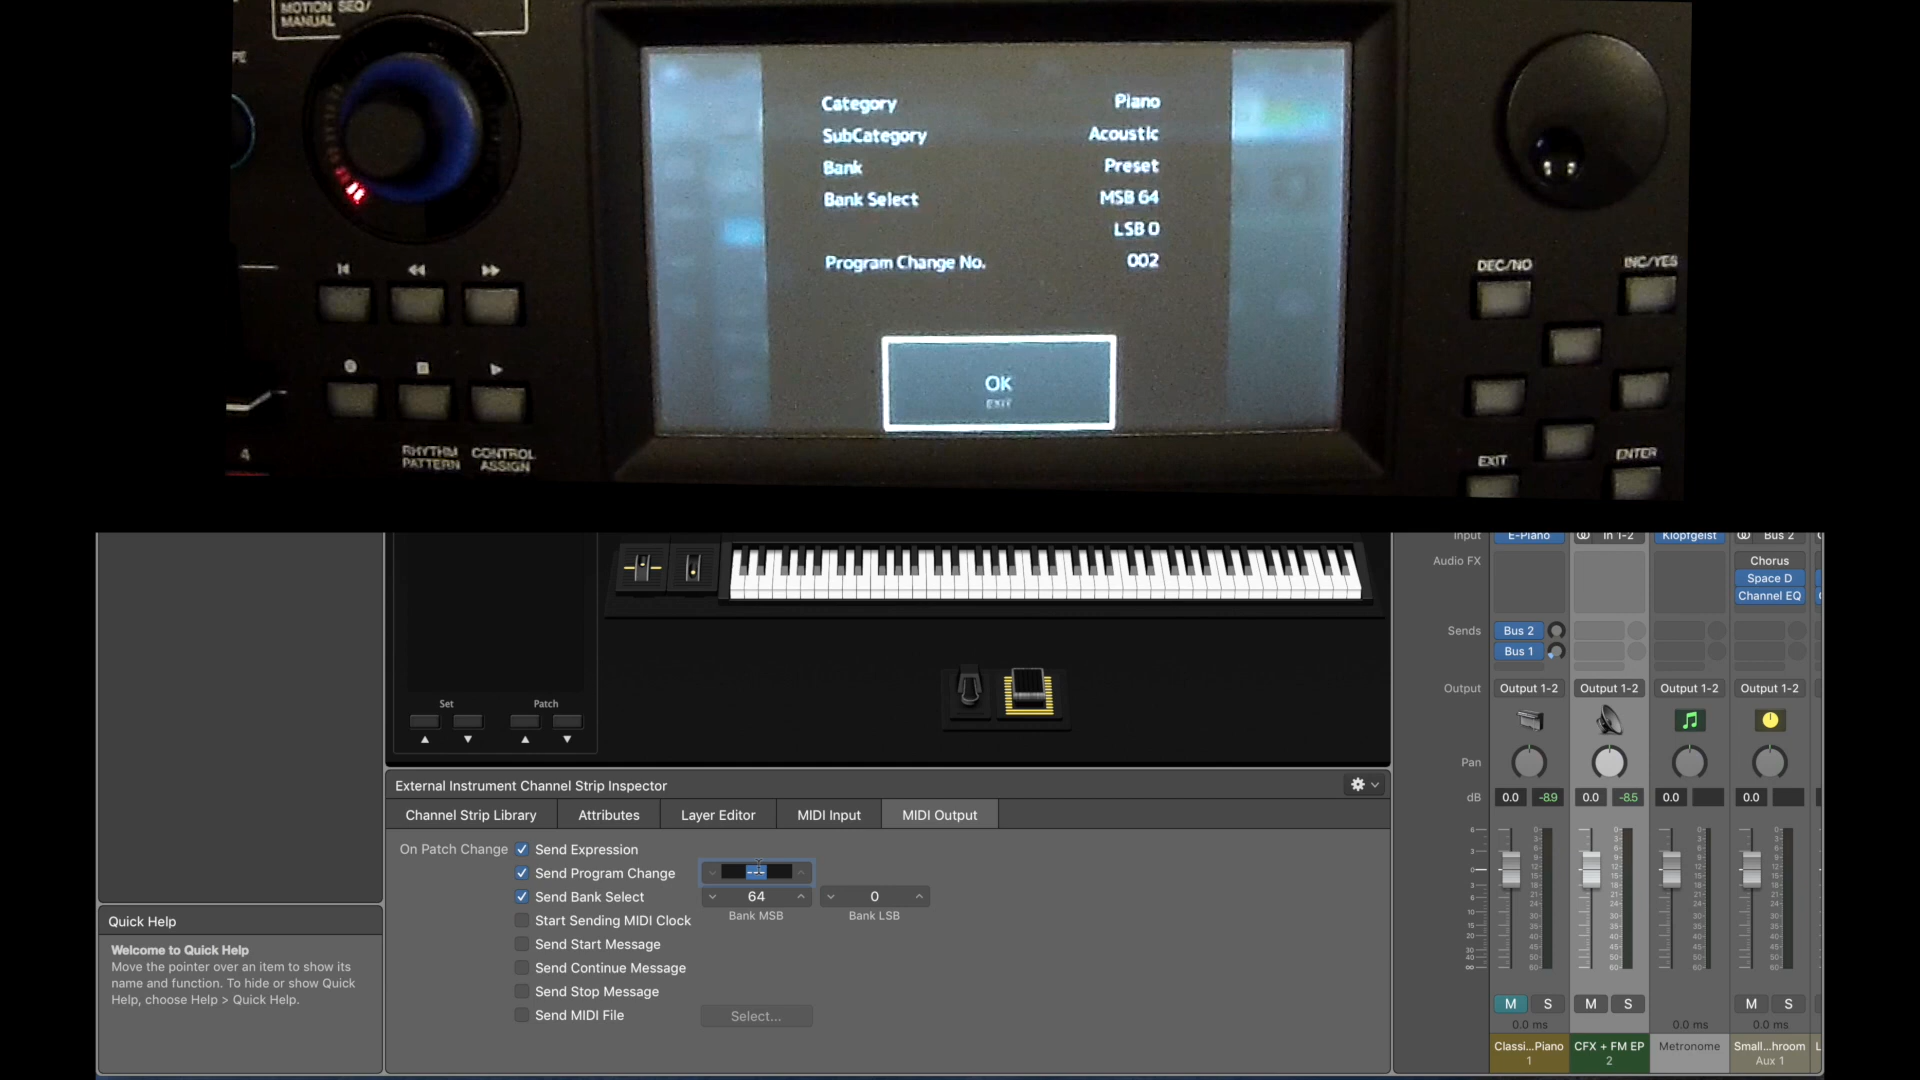 MOTION SEQ/
MANUAL
PE
Category Piano
SubCategory Acoustic
Bank Preset
Bank Select MSB 64
LSB 0
Program Change No. 002
OK
EXIT
DEC/NO INC/YES
EXIT ENTER
4
RHYTHM
PATTERN
CONTROL
ASSIGN
Set Patch
External Instrument Channel Strip Inspector
Channel Strip Library Attributes Layer Editor MIDI Input MIDI Output
On Patch Change Send Expression
Send Program Change ---
Send Bank Select 64 0
Bank MSB Bank LSB
Start Sending MIDI Clock
Send Start Message
Send Continue Message
Send Stop Message
Send MIDI File Select...
Quick Help
Welcome to Quick Help
Move the pointer over an item to show its
name and function. To hide or show Quick
Help, choose Help > Quick Help.
Input E-Piano In 1-2 Klopfgeist Bus 2
Audio FX Chorus
Space D
Channel EQ
Sends Bus 2
Bus 1
Output Output 1-2 Output 1-2 Output 1-2 Output 1-2
Pan
dB 0.0 -8.9 0.0 -8.5 0.0 0.0
M S M S M S
0.0 ms 0.0 ms 0.0 ms
Classi...Piano CFX + FM EP Metronome Small...hroom
1 2 Aux 1